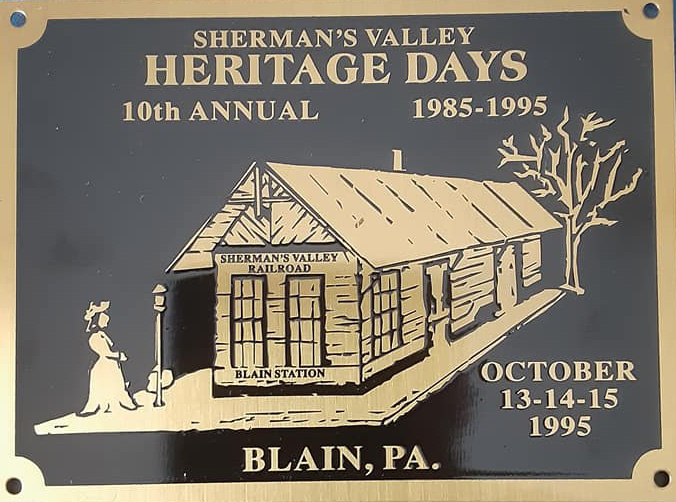 SHERMAN'S VALLEY
HERITAGE DAYS
10th ANNUAL 1985-1995
SHERMAN'S VALLEY
RAILROAD
BLAIN STATION
OCTOBER
13-14-15
1995
BLAIN, PA.